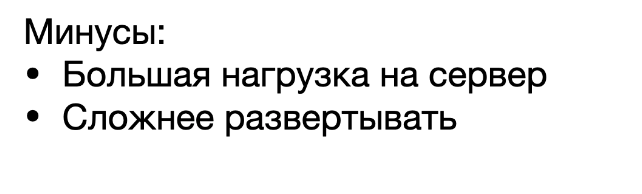 Минусы:
• Большая нагрузка на сервер
• Сложнее развертывать